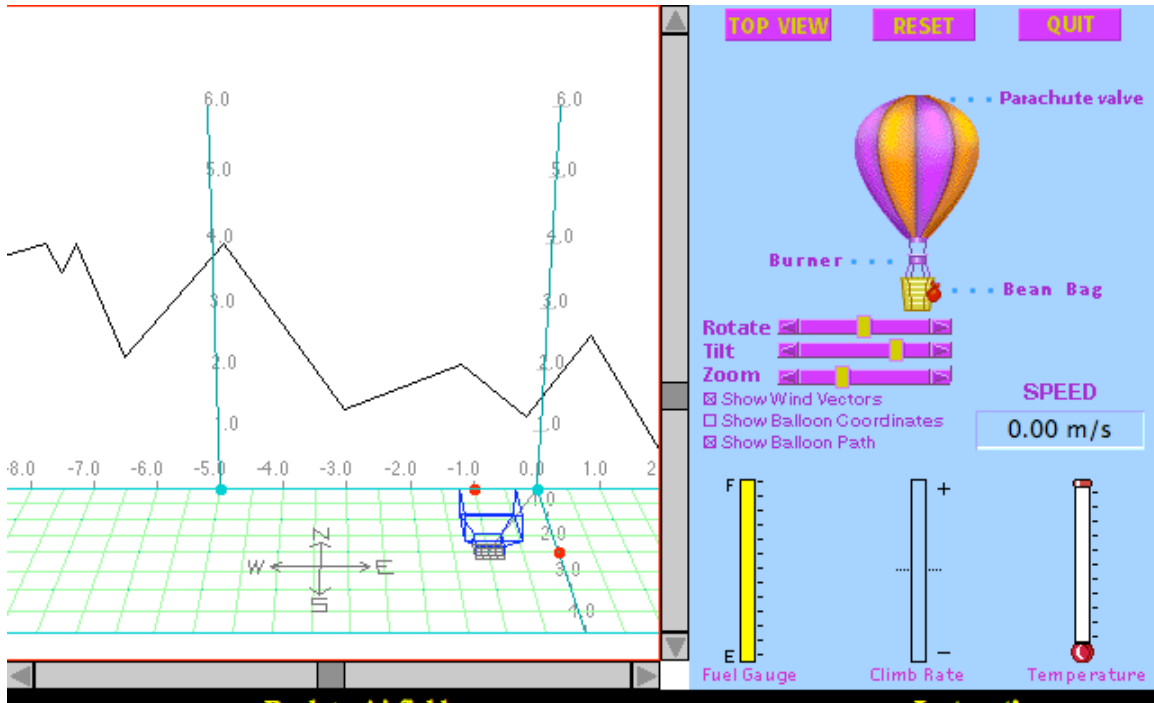 TOP VIEW RESET QUIT
Parachute valve
6.0 6.0
5.0 5.0
4.0 4.0
Burner
Bean Bag
3.0 3.0
Rotate
Tilt
2.0 2.0
Zoom
Show Wind Vectors
SPEED
Show Balloon Coordinates
1.0 1.0
0.00 m/s
Show Balloon Path
-8.0 -7.0 -6.0 -5.0 -4.0 -3.0 -2.0 -1.0 0.0 1.0 2
F +
1.0
2.0
N
W E
3.0
S
4.0
E −
Fuel Gauge Climb Rate Temperature